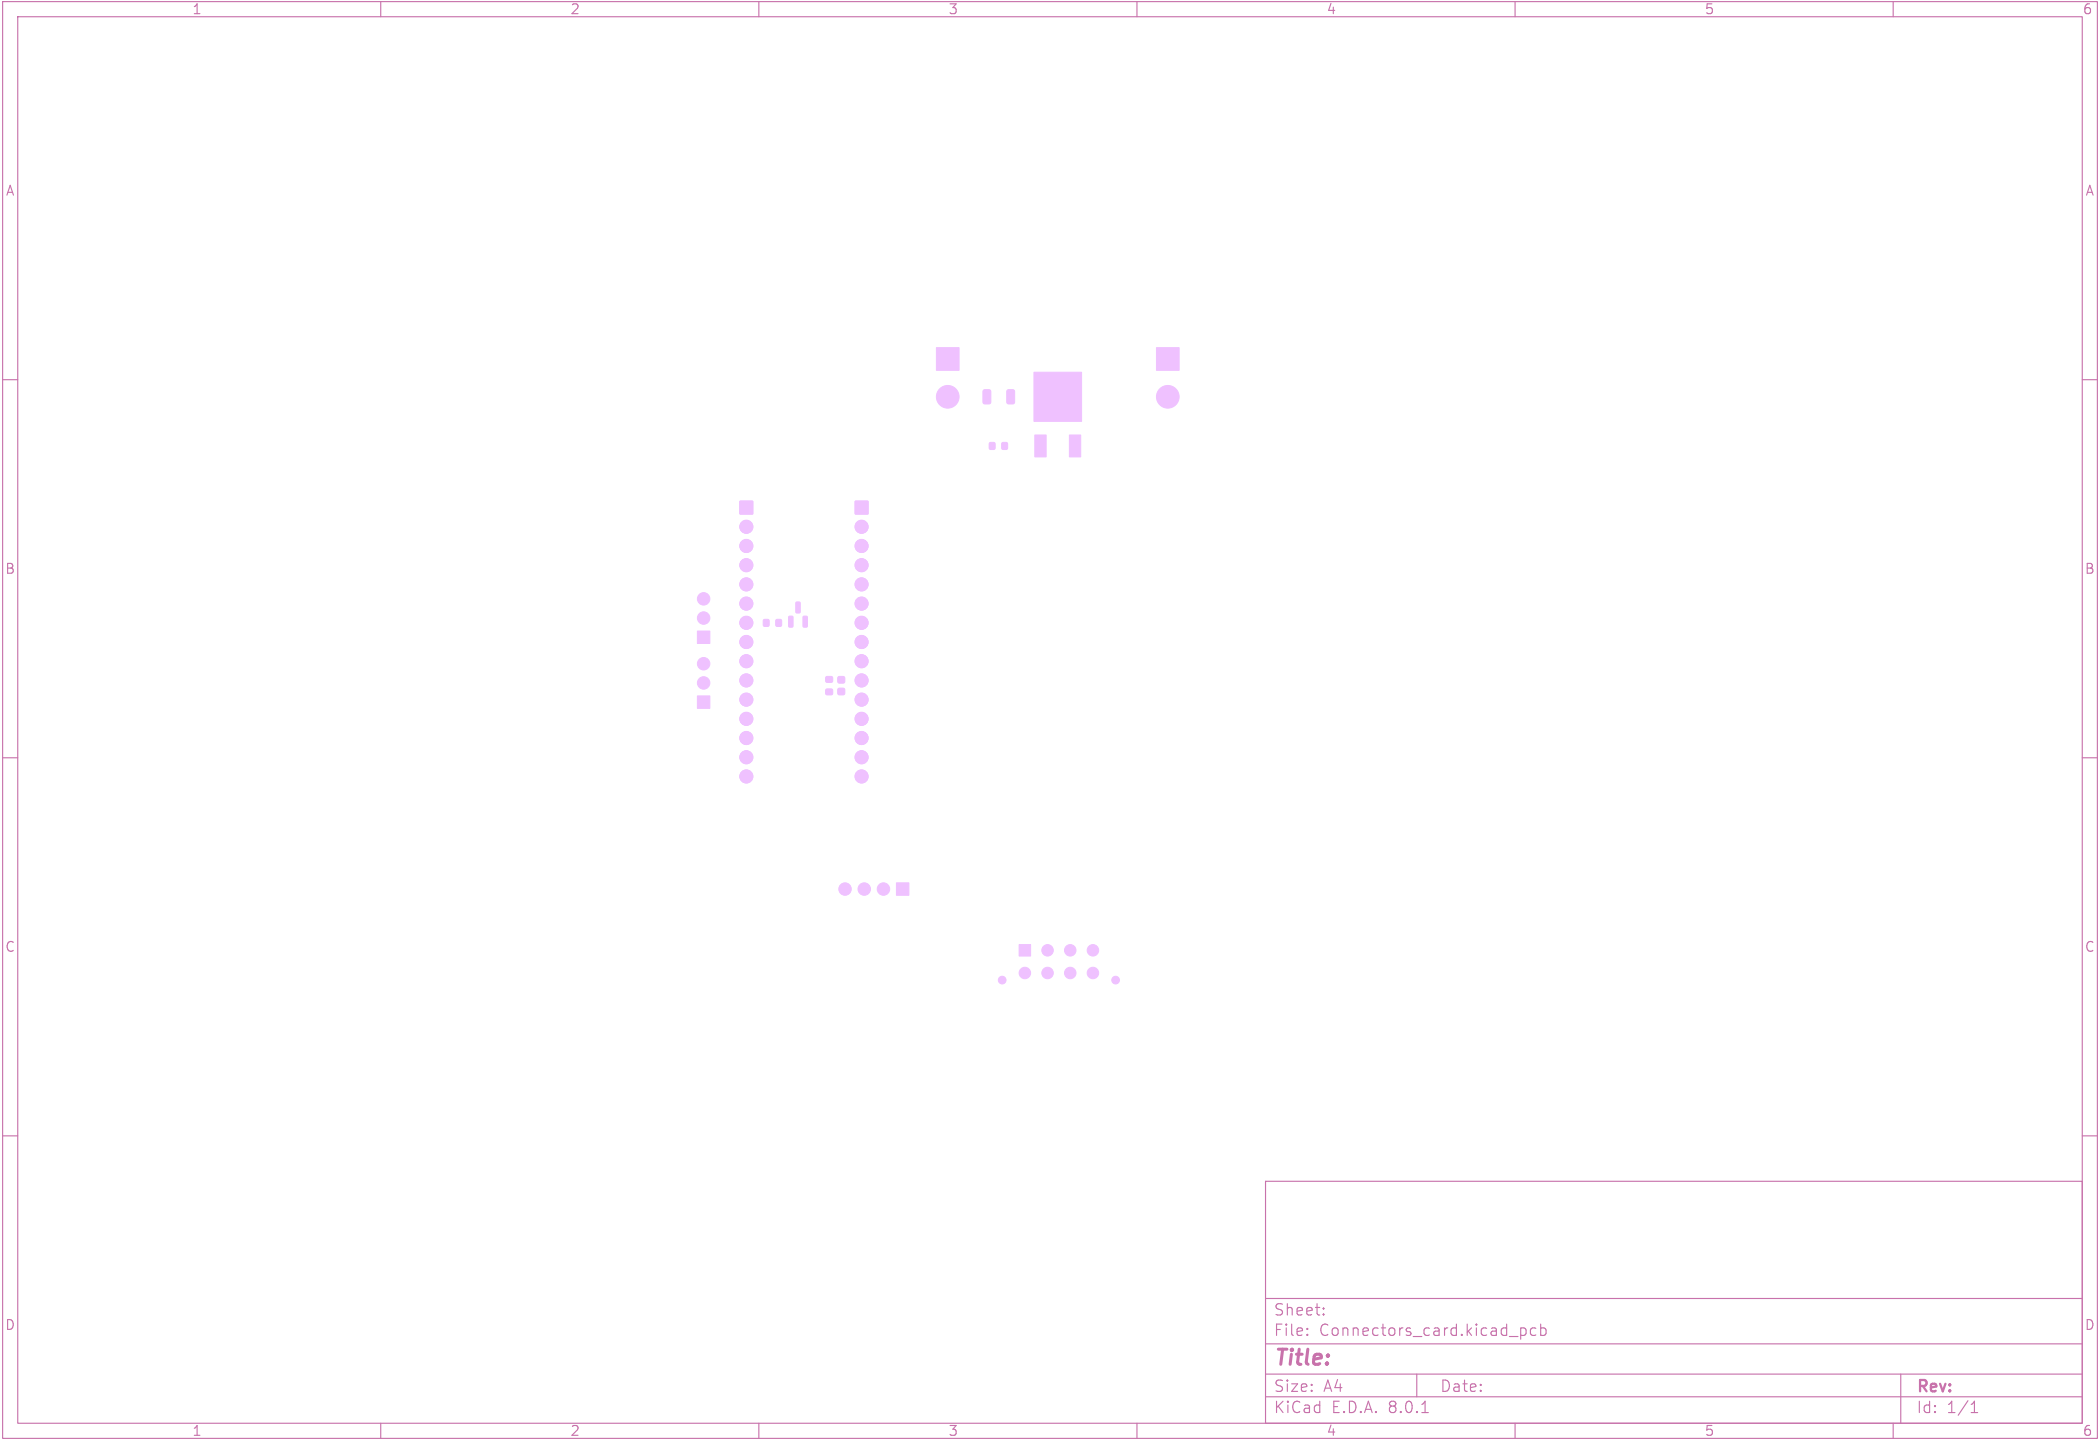 1 2 3 4 5 6
A A
B B
C C
Sheet:
File: Connectors_card.kicad_pcb
D D
Title:
Size: A4 Date: Rev:
KiCad E.D.A. 8.0.1 Id: 1/1
1 2 3 4 5 6